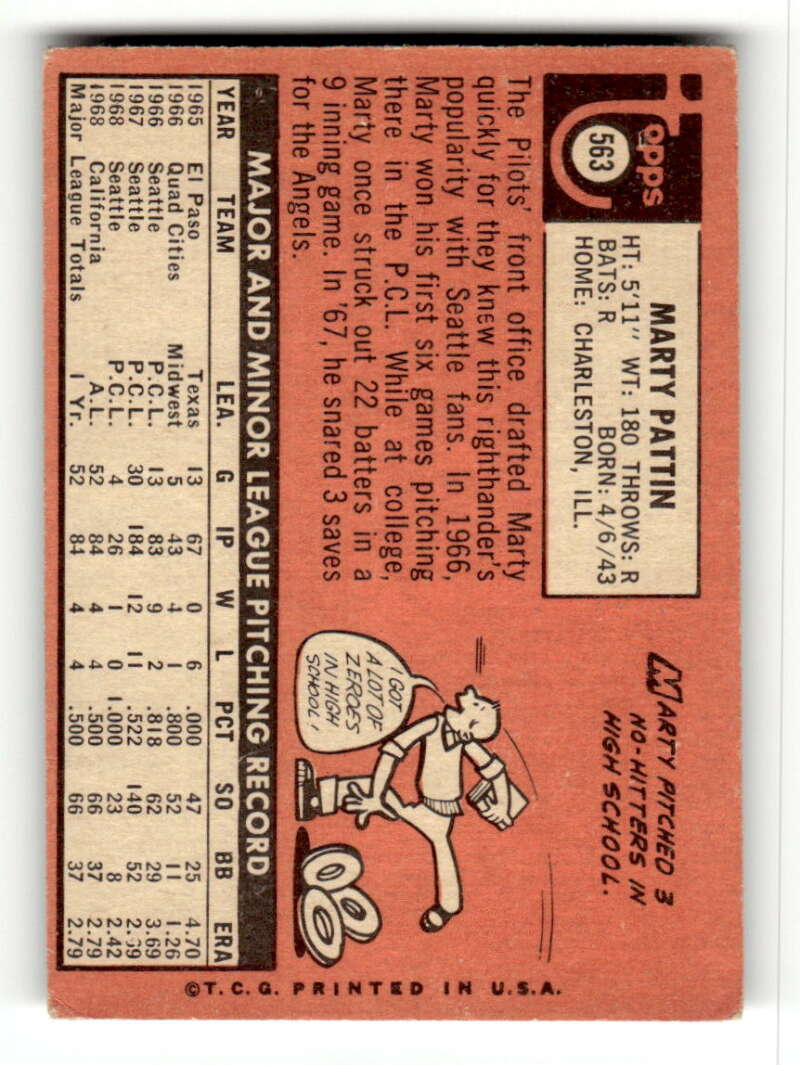 Topps
563
MARTY PATTIN
HT: 5'11" WT: 180 THROWS: R
BATS: R BORN: 4/6/43
HOME: CHARLESTON, ILL.
MARTY PITCHED 3
NO-HITTERS IN
HIGH SCHOOL.
The Pilots' front office drafted Marty
quickly for they knew this righthander's
popularity with Seattle fans. In 1966,
Marty won his first six games pitching
there in the P.C.L. While at college,
Marty once struck out 22 batters in a
9 inning game. In '67, he snared 3 saves
for the Angels.
I GOT
A LOT OF
ZEROES
IN HIGH
SCHOOL!
MAJOR AND MINOR LEAGUE PITCHING RECORD
YEAR TEAM LEA. G IP W L PCT SO BB ERA
1965 El Paso Texas 13 67 0 6 .000 47 25 4.70
1966 Quad Cities Midwest 5 43 4 1 .800 52 11 1.26
1966 Seattle P.C.L. 13 83 9 2 .818 62 29 3.69
1967 Seattle P.C.L. 30 184 12 11 .522 140 52 2.69
1968 Seattle P.C.L. 4 26 1 0 1.000 23 8 2.42
1968 California A.L. 52 84 4 4 .500 66 37 2.79
Major League Totals 1 Yr. 52 84 4 4 .500 66 37 2.79
©T.C.G. PRINTED IN U.S.A.